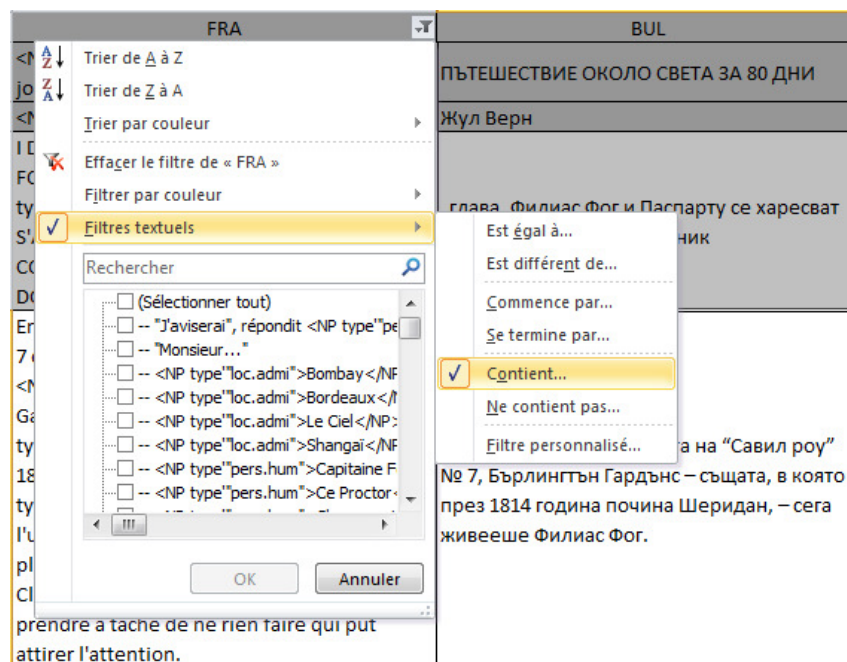 FRA
BUL
Trier de A à Z
Trier de Z à A
ПЪТЕШЕСТВИЕ ОКОЛО СВЕТА ЗА 80 ДНИ
Trier par couleur
Жул Верн
Effacer le filtre de « FRA »
Filtrer par couleur
глава. Филиас Фог и Паспарту се харесват
Filtres textuels
Est égal à...
Rechercher
Est différent de...
(Sélectionner tout)
Commence par...
-- "J'aviserai", répondit <NP type'"pe
Se termine par...
-- "Monsieur..."
-- <NP type'"loc.admi">Bombay</NP
Contient...
-- <NP type'"loc.admi">Bordeaux</
-- <NP type'"loc.admi">Le Ciel</NP>
Ne contient pas...
-- <NP type'"loc.admi">Shangaï</NP
Filtre personnalisé...
а на “Савил роу”
-- <NP type'"pers.hum">Capitaine F
-- <NP type'"pers.hum">Ce Proctor<
№ 7, Бърлингтън Гардънс – същата, в която
през 1814 година почина Шеридан, – сега
живееше Филиас Фог.
OK
Annuler
prendre à tâche de ne rien faire qui pût
attirer l'attention.